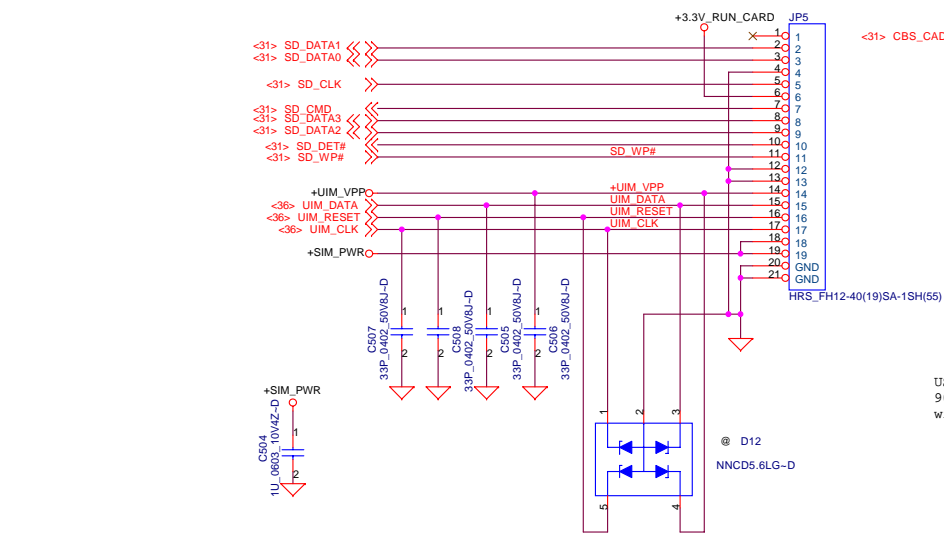 +3.3V_RUN_CARD
JP5
<31> CBS_CAD
<31> SD_DATA1
<31> SD_DATA0
<31> SD_CLK
<31> SD_CMD
<31> SD_DATA3
<31> SD_DATA2
<31> SD_DET#
<31> SD_WP#
SD_WP#
+UIM_VPP
<36> UIM_DATA
<36> UIM_RESET
<36> UIM_CLK
+SIM_PWR
+UIM_VPP
UIM_DATA
UIM_RESET
UIM_CLK
1 1
2 2
3 3
4 4
5 5
6 6
7 7
8 8
9 9
10 10
11 11
12 12
13 13
14 14
15 15
16 16
17 17
18 18
19 19
20 GND
21 GND
HRS_FH12-40(19)SA-1SH(55)
1
2
C507
33P_0402_50V8J~D
1
2
C508
33P_0402_50V8J~D
1
2
C505
33P_0402_50V8J~D
1
2
C506
33P_0402_50V8J~D
+SIM_PWR
1
2
C504
1U_0603_10V4Z~D
1
2
3
5
4
@ D12
NNCD5.6LG~D